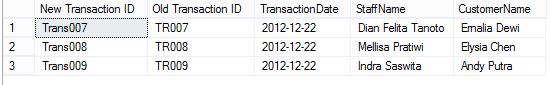 New Transaction ID Old Transaction ID TransactionDate StaffName CustomerName
1 Trans007 TR007 2012-12-22 Dian Felita Tanoto Emalia Dewi
2 Trans008 TR008 2012-12-22 Mellisa Pratiwi Elysia Chen
3 Trans009 TR009 2012-12-22 Indra Saswita Andy Putra